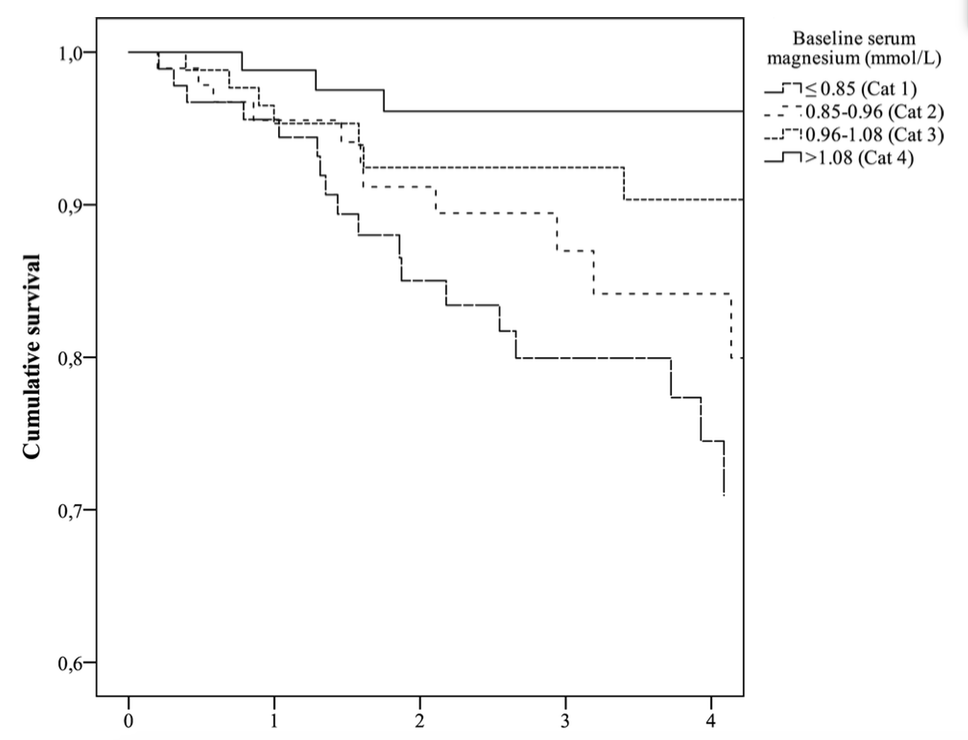 Baseline serum
magnesium (mmol/L)
≤0.85 (Cat 1)
0.85-0.96 (Cat 2)
0.96-1.08 (Cat 3)
>1.08 (Cat 4)
Cumulative survival
1,0
0,9
0,8
0,7
0,6
0 1 2 3 4